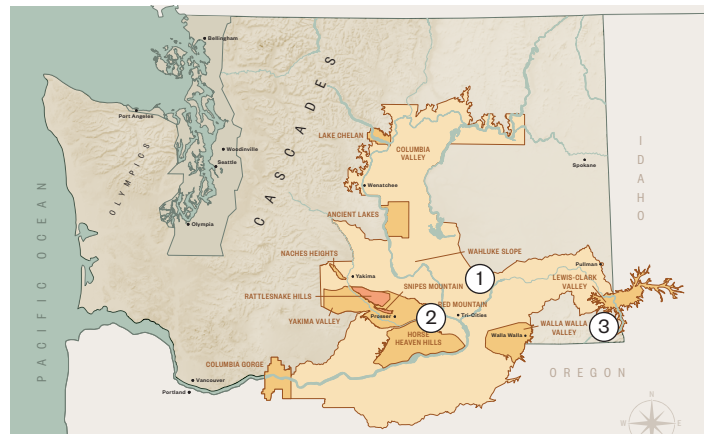 Bellingham
Port Angeles
OLYMPICS
Woodinville
Seattle
Olympia
CASCADES
PACIFIC OCEAN
LAKE CHELAN
COLUMBIA
VALLEY
Wenatchee
Spokane
IDAHO
ANCIENT LAKES
WAHLUKE SLOPE
Pullman
NACHES HEIGHTS
Yakima
1
LEWIS-CLARK
VALLEY
SNIPES MOUNTAIN
RATTLESNAKE HILLS
RED MOUNTAIN
2
Prosser
Tri-Cities
YAKIMA VALLEY
3
WALLA WALLA
VALLEY
Walla Walla
HORSE
HEAVEN HILLS
COLUMBIA GORGE
Vancouver
Portland
OREGON
N
W
E
S